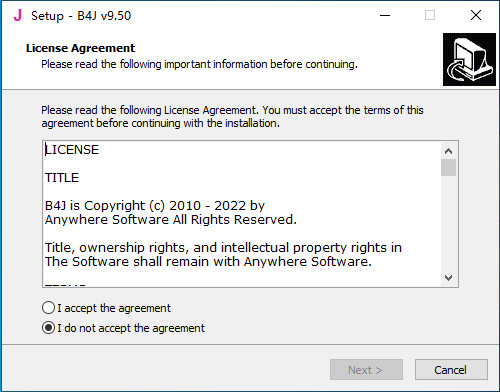 J Setup - B4J v9.50
License Agreement
Please read the following important information before continuing.
Please read the following License Agreement. You must accept the terms of this
agreement before continuing with the installation.
LICENSE
TITLE
B4J is Copyright (c) 2010 - 2022 by
Anywhere Software All Rights Reserved.
Title, ownership rights, and intellectual property rights in
The Software shall remain with Anywhere Software.
I accept the agreement
I do not accept the agreement
Next >
Cancel